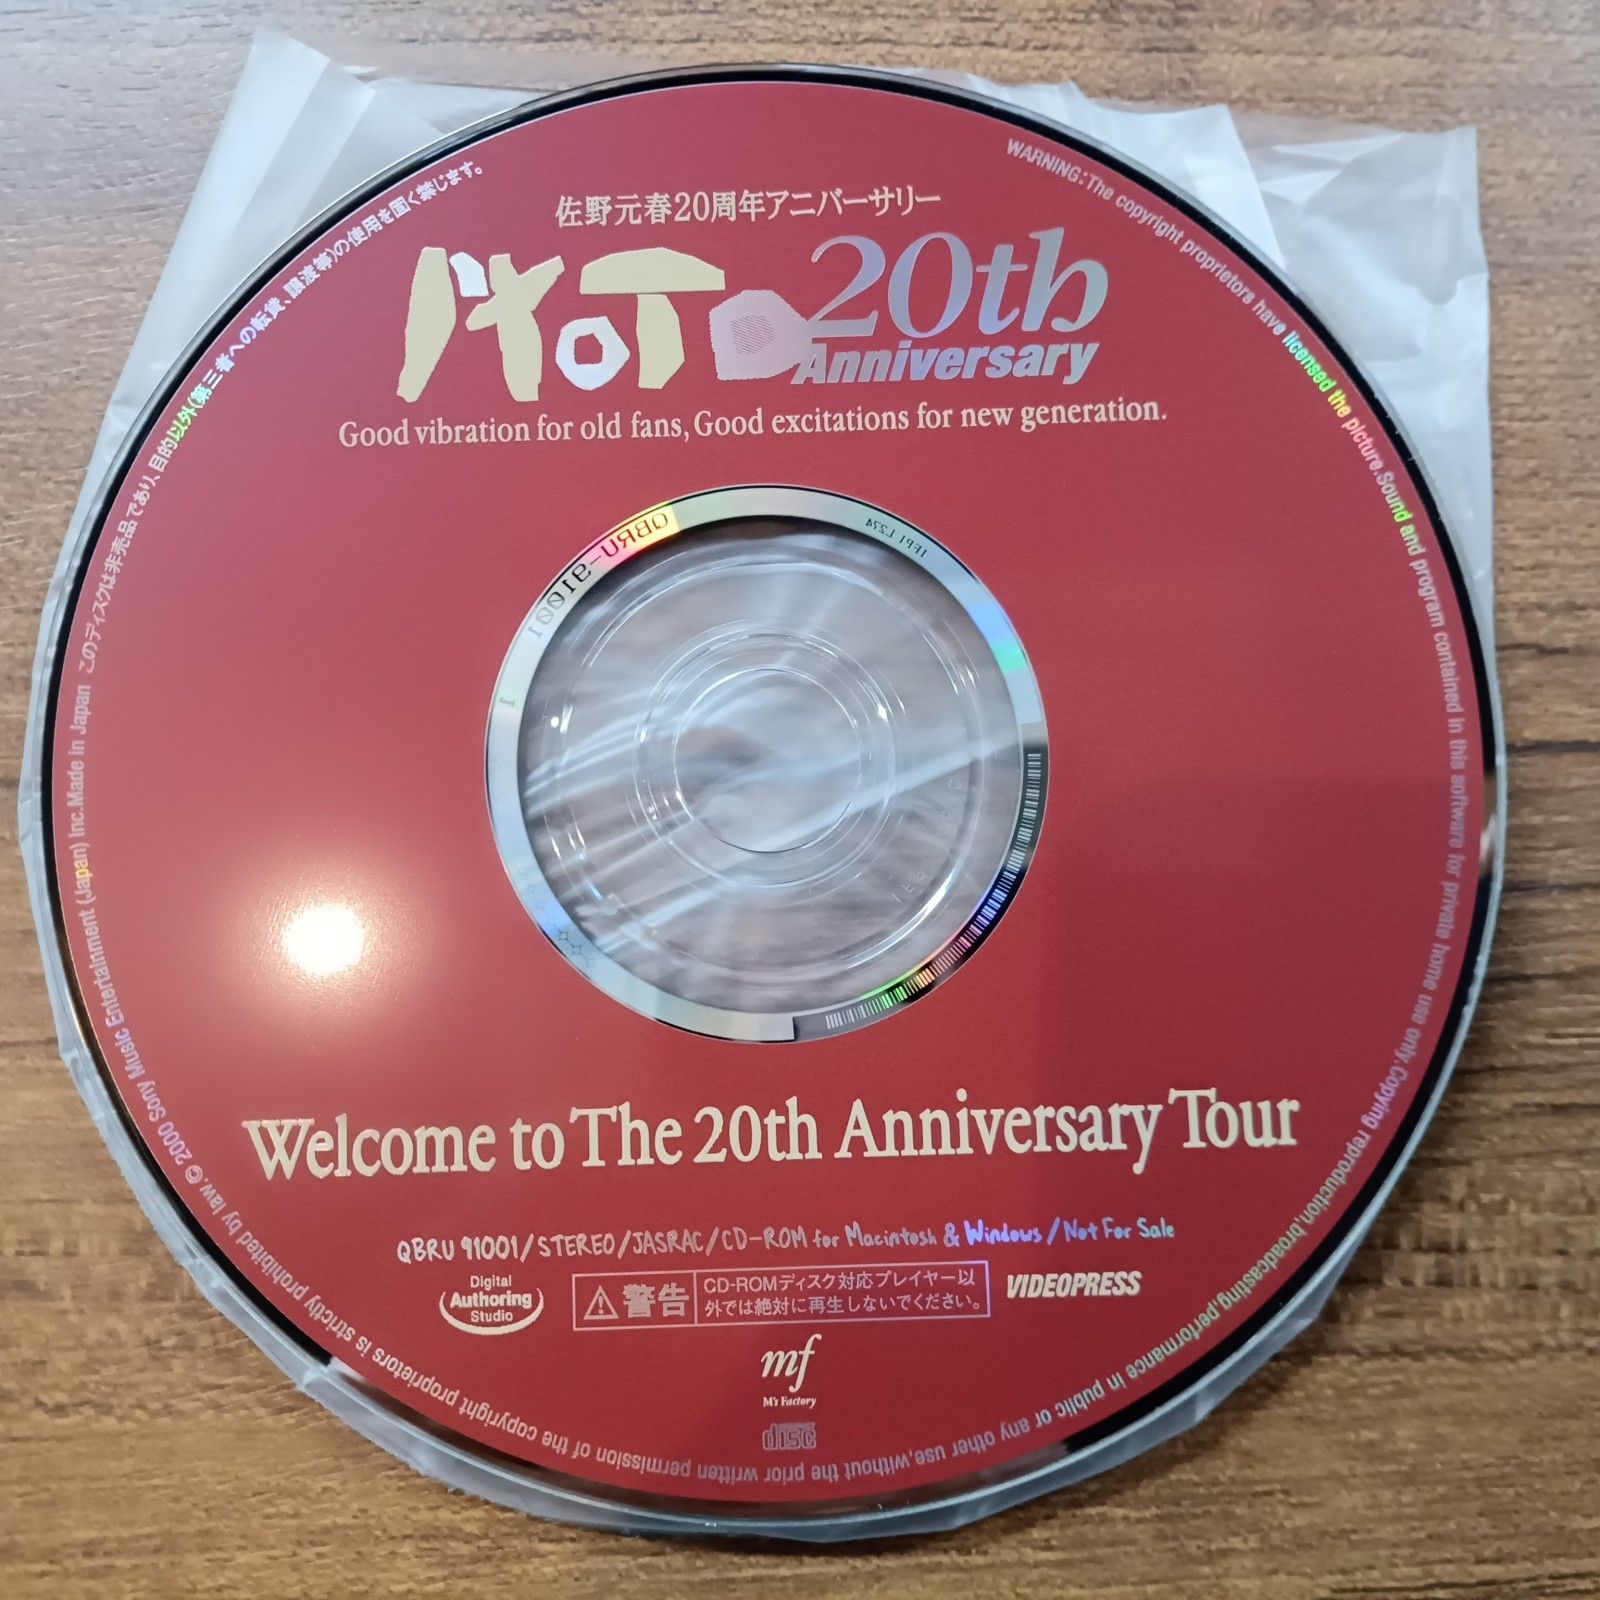 佐野元春20周年アニバーサリー
MOTO 20th
Anniversary
Good vibration for old fans, Good excitations for new generation.
QBRU-91001 1
IFPI L274
Welcome to The 20th Anniversary Tour
QBRU 91001/STEREO/JASRAC/CD-ROM for Macintosh & Windows/Not For Sale
Digital
Authoring
Studio
警告
CD-ROMディスク対応プレイヤー以
外では絶対に再生しないでください。
VIDEOPRESS
mf
M's Factory
disc
WARNING:The copyright proprietors have licensed the picture.Sound and program contained in this software for private home use only.Copying reproduction,broadcasting,performance in public or any other use,without the prior written permission of the copyright proprietors is strictly prohibited by law.© 2000 Sony Music Entertainment (Japan) Inc.Made in Japan このディスクは非売品であり、目的以外(第三者への転貸、譲渡等)の使用を固く禁じます。